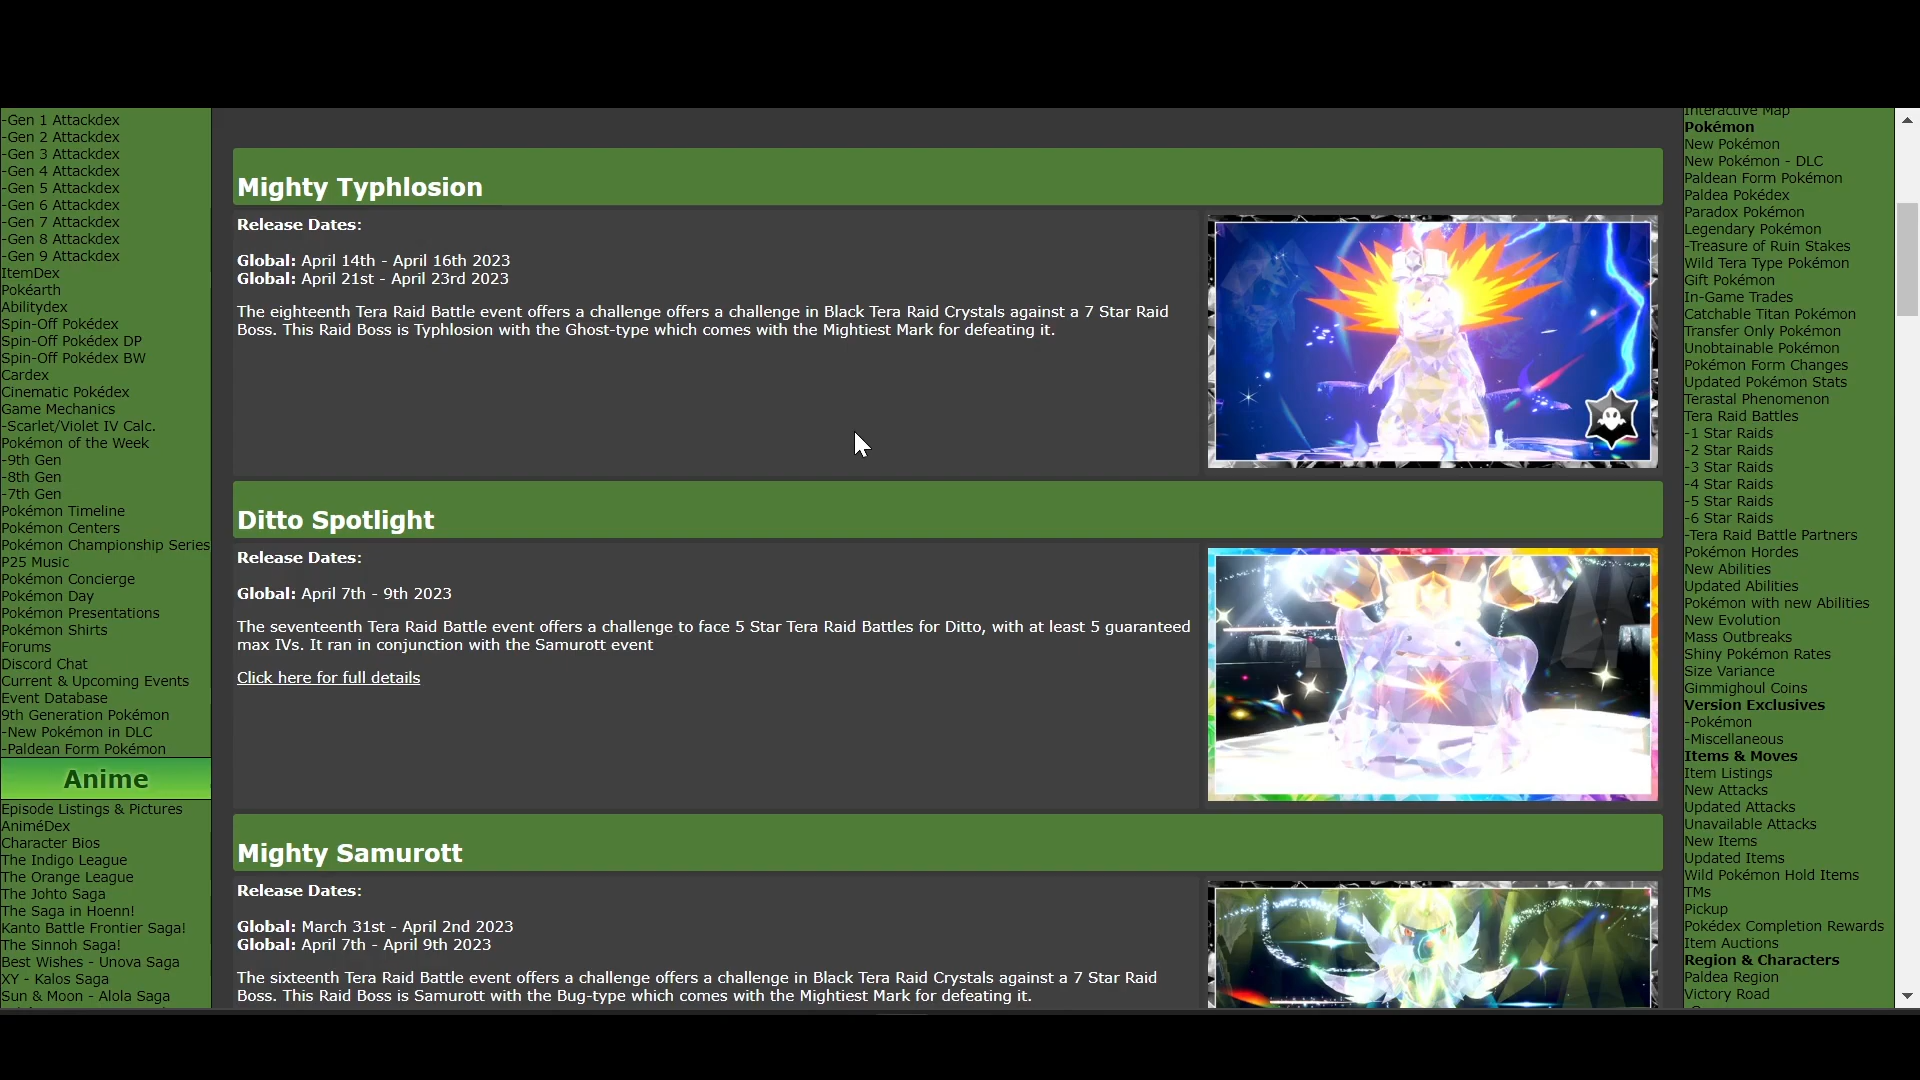 -Gen 1 Attackdex
-Gen 2 Attackdex
-Gen 3 Attackdex
-Gen 4 Attackdex
-Gen 5 Attackdex
-Gen 6 Attackdex
-Gen 7 Attackdex
-Gen 8 Attackdex
-Gen 9 Attackdex
ItemDex
Pokéarth
Abilitydex
Spin-Off Pokédex
Spin-Off Pokédex DP
Spin-Off Pokédex BW
Cardex
Cinematic Pokédex
Game Mechanics
-Scarlet/Violet IV Calc.
Pokémon of the Week
-9th Gen
-8th Gen
-7th Gen
Pokémon Timeline
Pokémon Centers
Pokémon Championship Series
P25 Music
Pokémon Concierge
Pokémon Day
Pokémon Presentations
Pokémon Shirts
Forums
Discord Chat
Current & Upcoming Events
Event Database
9th Generation Pokémon
-New Pokémon in DLC
-Paldean Form Pokémon
Anime
Episode Listings & Pictures
AniméDex
Character Bios
The Indigo League
The Orange League
The Johto Saga
The Saga in Hoenn!
Kanto Battle Frontier Saga!
The Sinnoh Saga!
Best Wishes - Unova Saga
XY - Kalos Saga
Sun & Moon - Alola Saga
Mighty Typhlosion
Release Dates:
Global: April 14th - April 16th 2023
Global: April 21st - April 23rd 2023
The eighteenth Tera Raid Battle event offers a challenge offers a challenge in Black Tera Raid Crystals against a 7 Star Raid
Boss. This Raid Boss is Typhlosion with the Ghost-type which comes with the Mightiest Mark for defeating it.
Ditto Spotlight
Release Dates:
Global: April 7th - 9th 2023
The seventeenth Tera Raid Battle event offers a challenge to face 5 Star Tera Raid Battles for Ditto, with at least 5 guaranteed
max IVs. It ran in conjunction with the Samurott event
Click here for full details
Mighty Samurott
Release Dates:
Global: March 31st - April 2nd 2023
Global: April 7th - April 9th 2023
The sixteenth Tera Raid Battle event offers a challenge offers a challenge in Black Tera Raid Crystals against a 7 Star Raid
Boss. This Raid Boss is Samurott with the Bug-type which comes with the Mightiest Mark for defeating it.
Interactive Map
Pokémon
New Pokémon
New Pokémon - DLC
Paldean Form Pokémon
Paldea Pokédex
Paradox Pokémon
Legendary Pokémon
-Treasure of Ruin Stakes
Wild Tera Type Pokémon
Gift Pokémon
In-Game Trades
Catchable Titan Pokémon
Transfer Only Pokémon
Unobtainable Pokémon
Pokémon Form Changes
Updated Pokémon Stats
Terastal Phenomenon
Tera Raid Battles
-1 Star Raids
-2 Star Raids
-3 Star Raids
-4 Star Raids
-5 Star Raids
-6 Star Raids
-Tera Raid Battle Partners
Pokémon Hordes
New Abilities
Updated Abilities
Pokémon with new Abilities
New Evolution
Mass Outbreaks
Shiny Pokémon Rates
Size Variance
Gimmighoul Coins
Version Exclusives
-Pokémon
-Miscellaneous
Items & Moves
Item Listings
New Attacks
Updated Attacks
Unavailable Attacks
New Items
Updated Items
Wild Pokémon Hold Items
TMs
Pickup
Pokédex Completion Rewards
Item Auctions
Region & Characters
Paldea Region
Victory Road